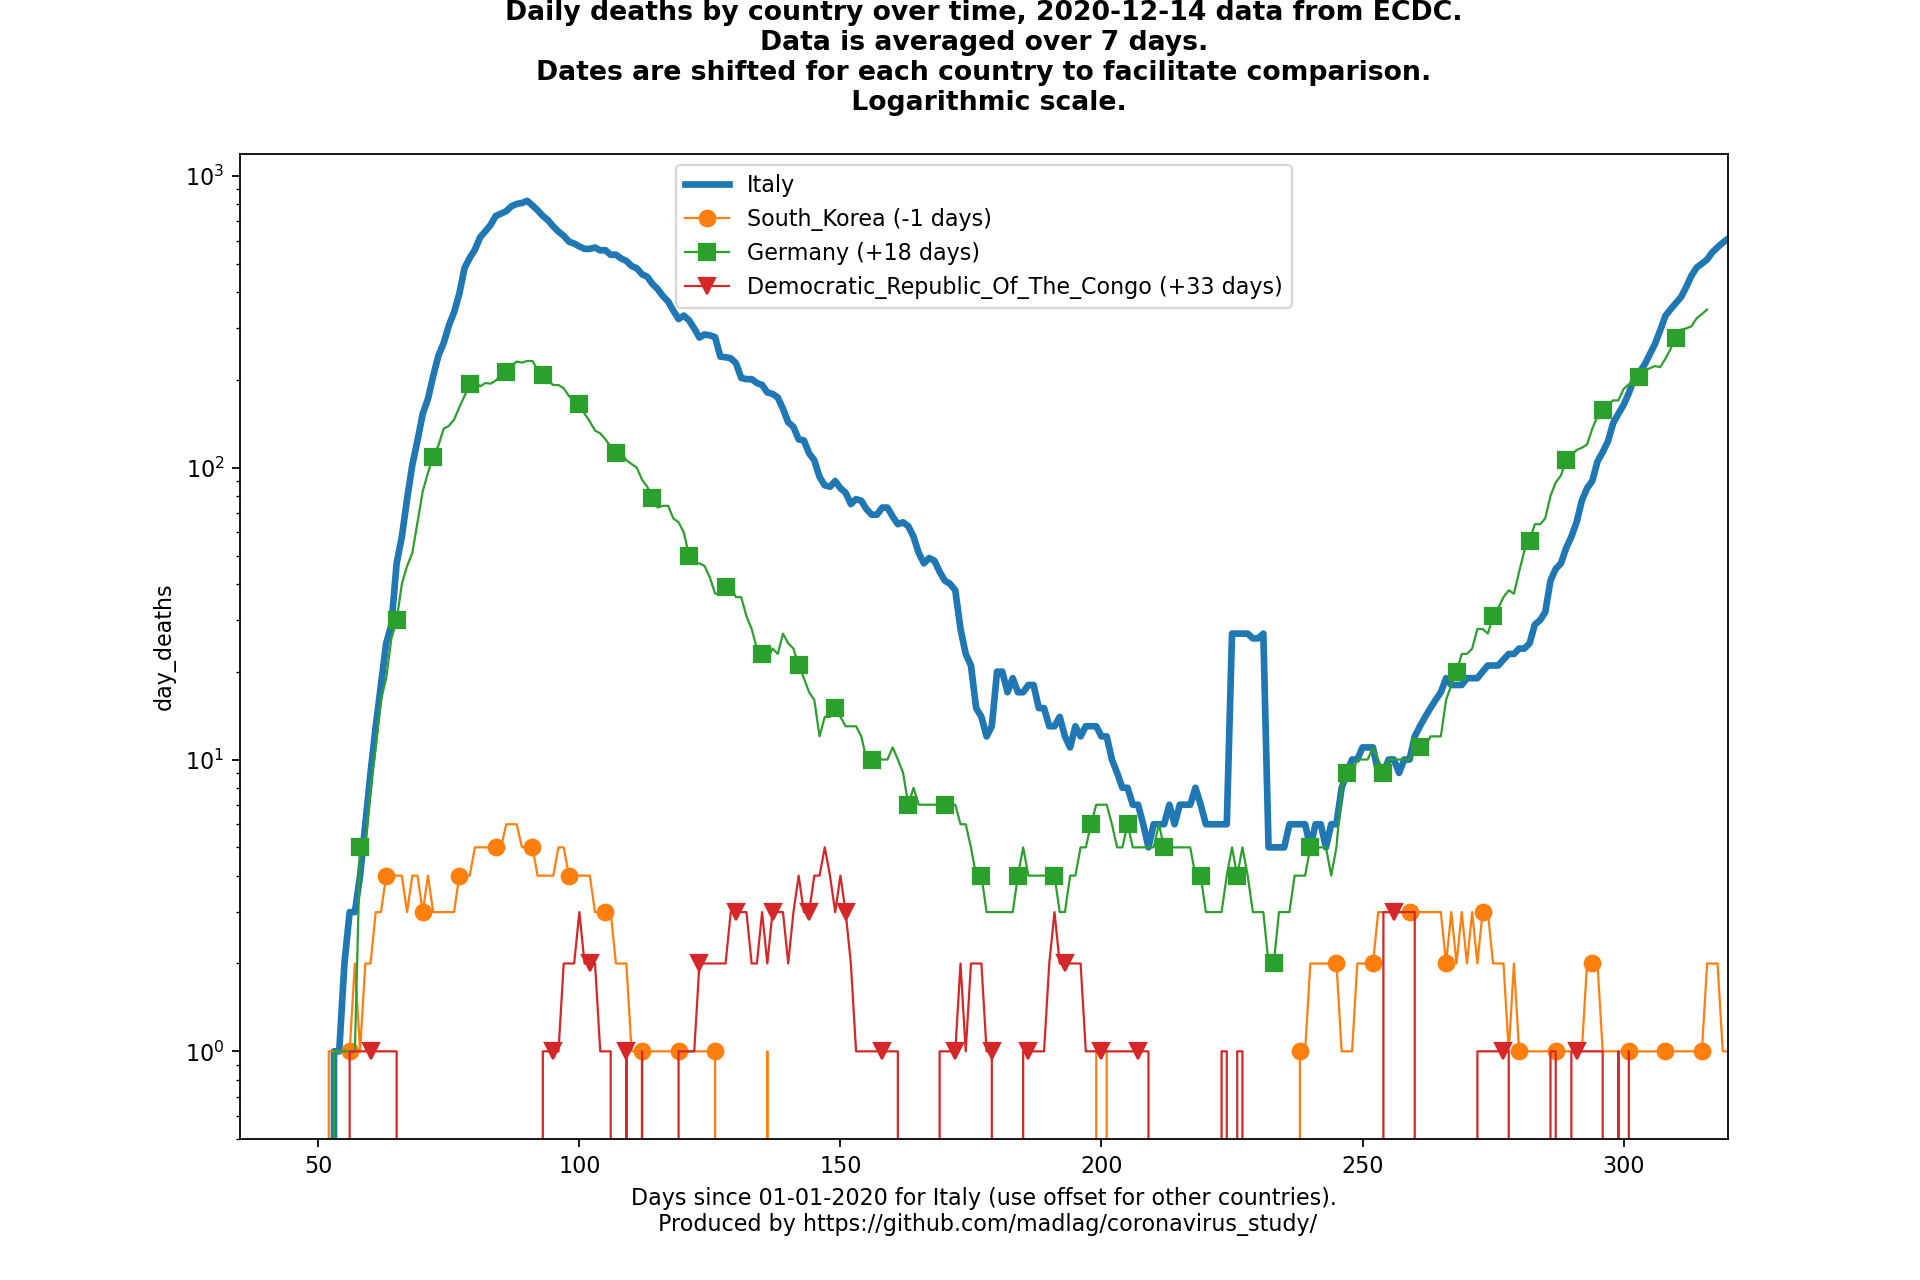 Daily deaths by country over time, 2020-12-14 data from ECDC.
Data is averaged over 7 days.
Dates are shifted for each country to facilitate comparison.
Logarithmic scale.
10³
10²
10¹
10⁰
day_deaths
Italy
South_Korea (-1 days)
Germany (+18 days)
Democratic_Republic_Of_The_Congo (+33 days)
50 100 150 200 250 300
Days since 01-01-2020 for Italy (use offset for other countries).
Produced by https://github.com/madlag/coronavirus_study/